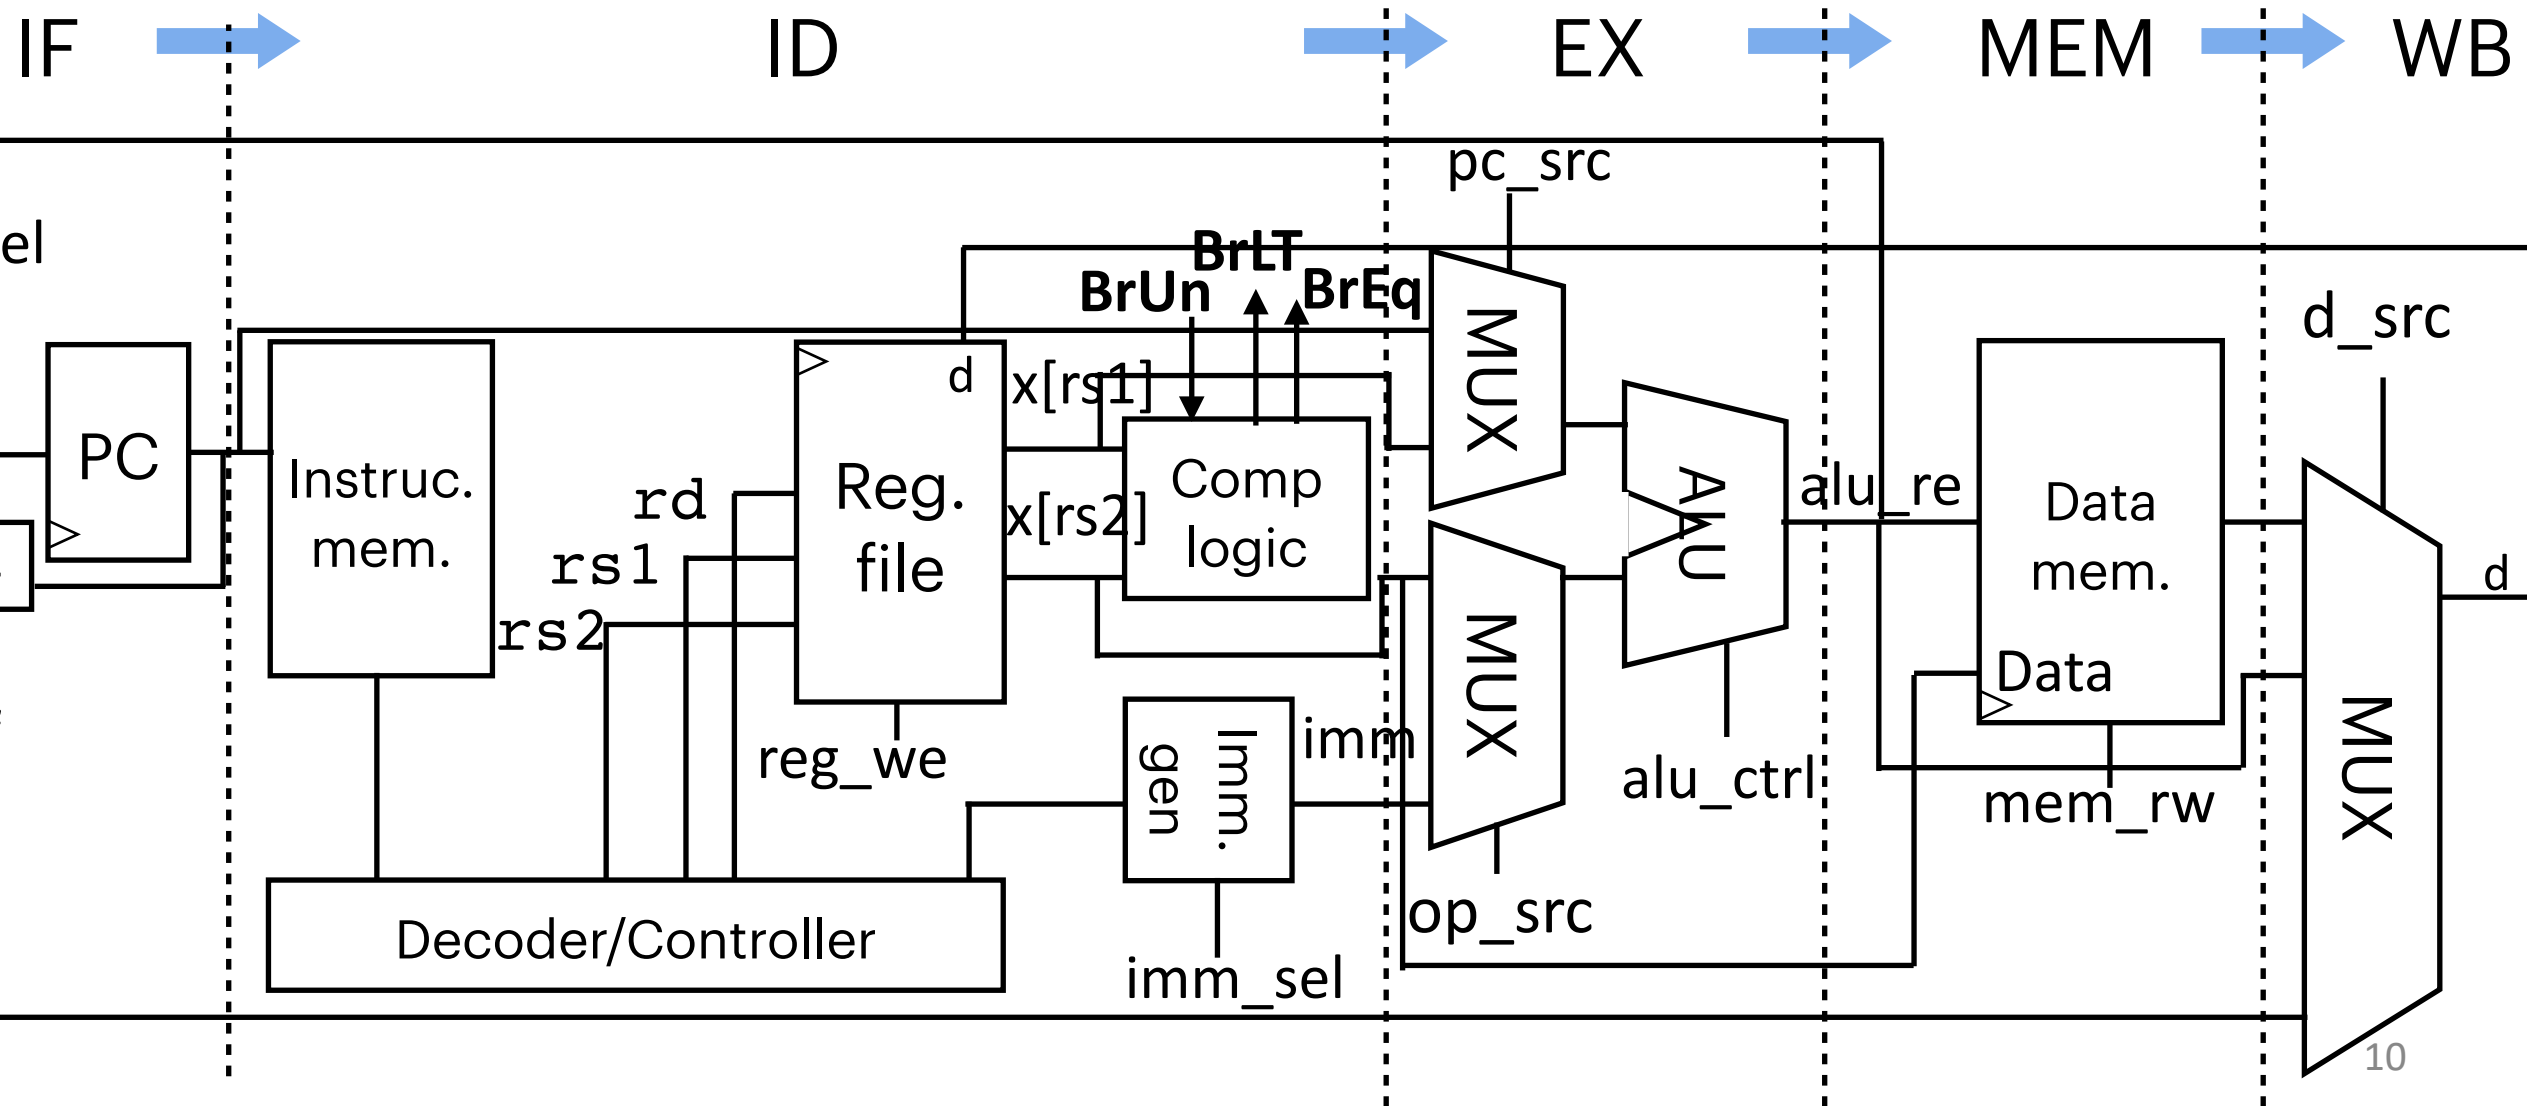 IF
ID
EX
MEM
WB
pc_src
el
BrLT
BrUn
BrEq
d_src
MUX
d
x[rs1]
PC
Instruc.
mem.
rd
rs1
rs2
Reg.
file
x[rs2]
Comp
logic
ALU
alu_re
Data
mem.
d
Data
MUX
reg_we
Imm.
gen
imm
alu_ctrl
mem_rw
MUX
Decoder/Controller
op_src
imm_sel
10